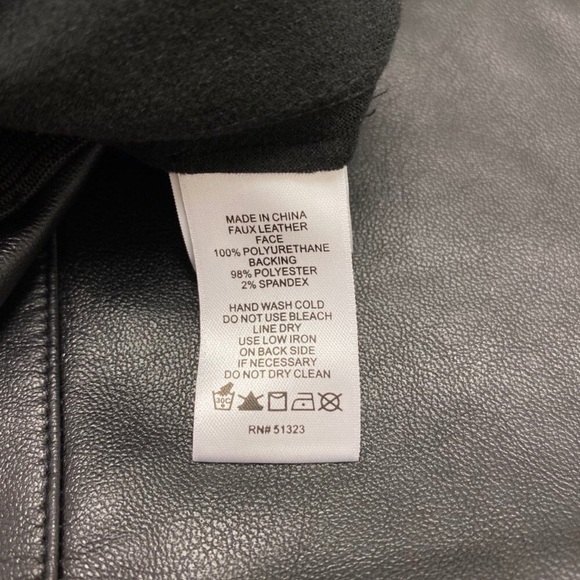 MADE IN CHINA
FAUX LEATHER
FACE
100% POLYURETHANE
BACKING
98% POLYESTER
2% SPANDEX
HAND WASH COLD
DO NOT USE BLEACH
LINE DRY
USE LOW IRON
ON BACK SIDE
IF NECESSARY
DO NOT DRY CLEAN
30C
RN# 51323